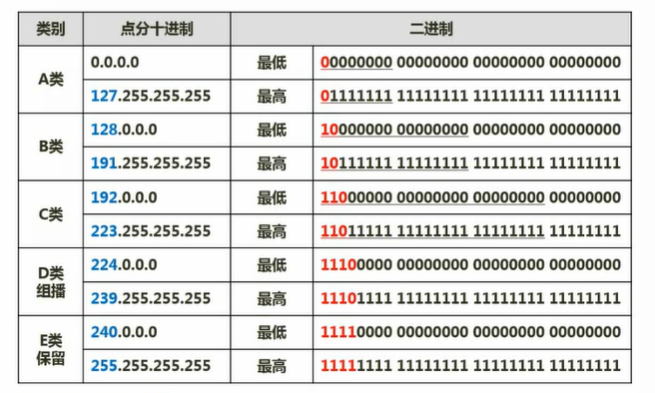 类别 点分十进制 二进制
A类
0.0.0.0 最低 00000000 00000000 00000000 00000000
127.255.255.255 最高 01111111 11111111 11111111 11111111
B类
128.0.0.0 最低 10000000 00000000 00000000 00000000
191.255.255.255 最高 10111111 11111111 11111111 11111111
C类
192.0.0.0 最低 11000000 00000000 00000000 00000000
223.255.255.255 最高 11011111 11111111 11111111 11111111
D类
组播
224.0.0.0 最低 11100000 00000000 00000000 00000000
239.255.255.255 最高 11101111 11111111 11111111 11111111
E类
保留
240.0.0.0 最低 11110000 00000000 00000000 00000000
255.255.255.255 最高 11111111 11111111 11111111 11111111